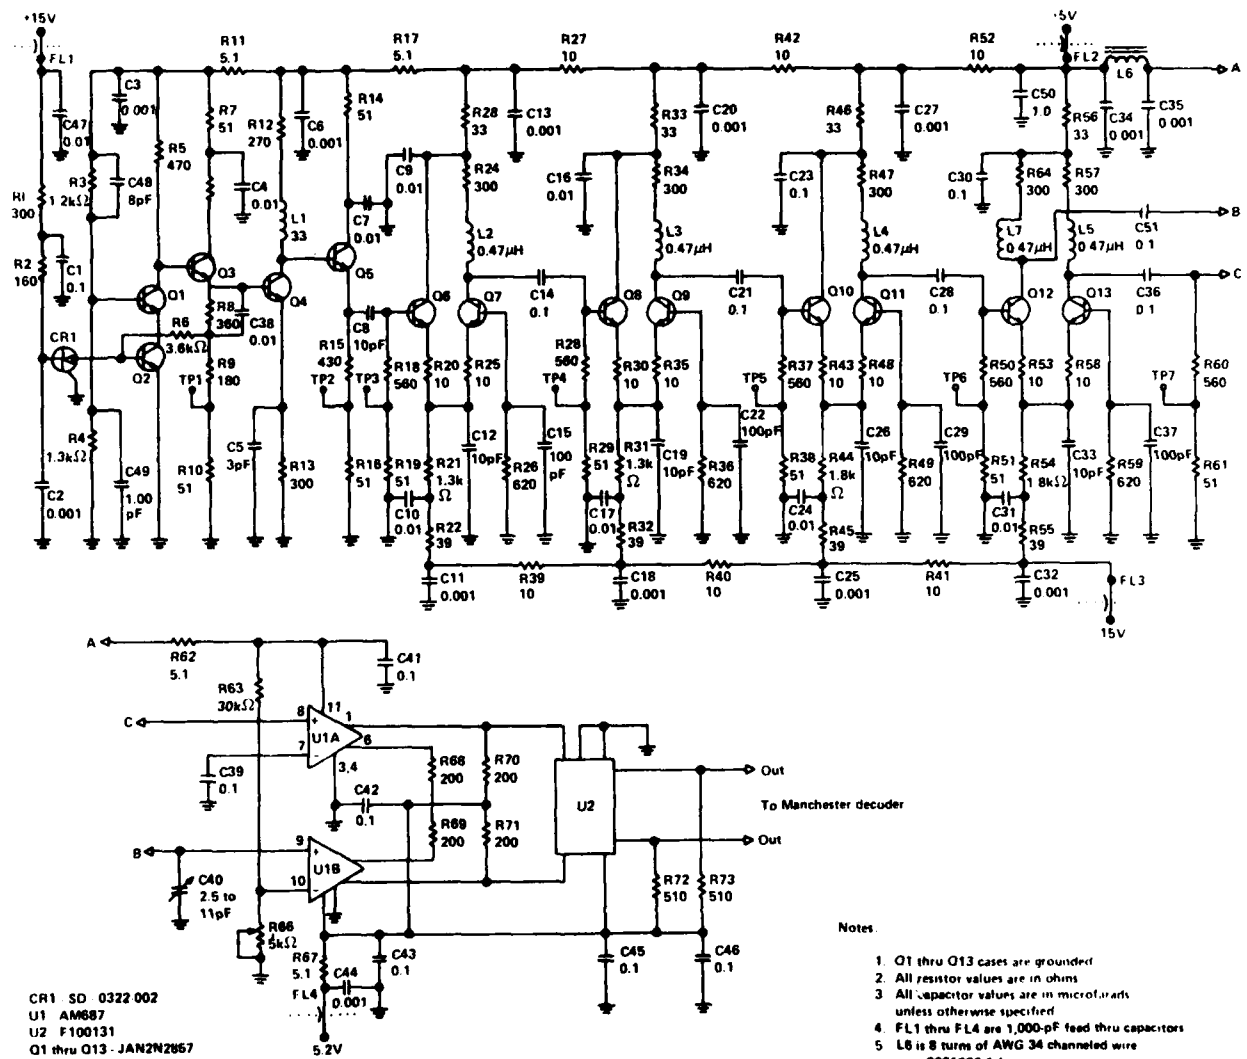 +15V
FL1
C47
0.01
R1
300
R2
160
C1
0.1
CR1
C2
0.001
C3
0.001
R3
1.2kΩ
C48
8pF
R4
1.3kΩ
C49
1.00
pF
R5
470
Q1
Q2
R6
3.6kΩ
R11
5.1
R7
51
C4
0.01
Q3
R8
360
C38
0.01
R9
180
TP1
R10
51
R12
270
C6
0.001
L1
33
Q4
C5
3pF
R13
300
R17
5.1
R14
51
C7
0.01
Q5
C8
10pF
R15
430
TP2
R16
51
TP3
R18
560
R19
51
C10
0.01
C9
0.01
R27
10
R28
33
C13
0.001
R24
300
L2
0.47μH
Q6
Q7
R20
10
R25
10
R21
1.3k
Ω
R22
39
C12
10pF
R26
620
C15
100
pF
C14
0.1
C11
0.001
R39
10
R42
10
R33
33
C20
0.001
C16
0.01
R34
300
L3
0.47μH
Q8
Q9
R28
560
TP4
R29
51
C17
0.01
R30
10
R35
10
R31
1.3k
Ω
R32
39
C19
10pF
R36
620
C22
100pF
C21
0.1
C18
0.001
R40
10
R52
10
R46
33
C27
0.001
C23
0.1
R47
300
L4
0.47μH
Q10
Q11
TP5
R37
560
R38
51
C24
0.01
R43
10
R48
10
R44
1.8k
Ω
R45
39
C26
10pF
R49
620
C29
100pF
C28
0.1
C25
0.001
R41
10
+5V
FL2
L6
A
C50
1.0
R56
33
C34
0.001
C35
0.001
C30
0.1
R64
300
R57
300
L7
0.47μH
L5
0.47μH
C51
0.1
B
C
C36
0.1
Q12
Q13
TP6
R50
560
R51
51
C31
0.01
R53
10
R58
10
R54
1.8kΩ
R55
39
C33
10pF
R59
620
C37
100pF
TP7
R60
560
R61
51
C32
0.001
FL3
15V
A
R62
5.1
C41
0.1
R63
30kΩ
C
8
+
11
1
U1A
7
-
6
3,4
C39
0.1
C42
0.1
R68
200
R69
200
R70
200
R71
200
U2
Out
To Manchester decuder
Out
B
9
+
U1B
10
-
C40
2.5 to
11pF
R66
5kΩ
R67
5.1
C44
0.001
C43
0.1
FL4
5.2V
R72
510
R73
510
C45
0.1
C46
0.1
CR1 SD 0322-002
U1 AM687
U2 F100131
Q1 thru Q13 - JAN2N2857
Notes.
1. Q1 thru Q13 cases are grounded
2. All resistor values are in ohms
3 All capacitor values are in microfarads
unless otherwise specified
4. FL1 thru FL4 are 1,000-pF feed thru capacitors
5 L6 is 8 turns of AWG 34 channeled wire